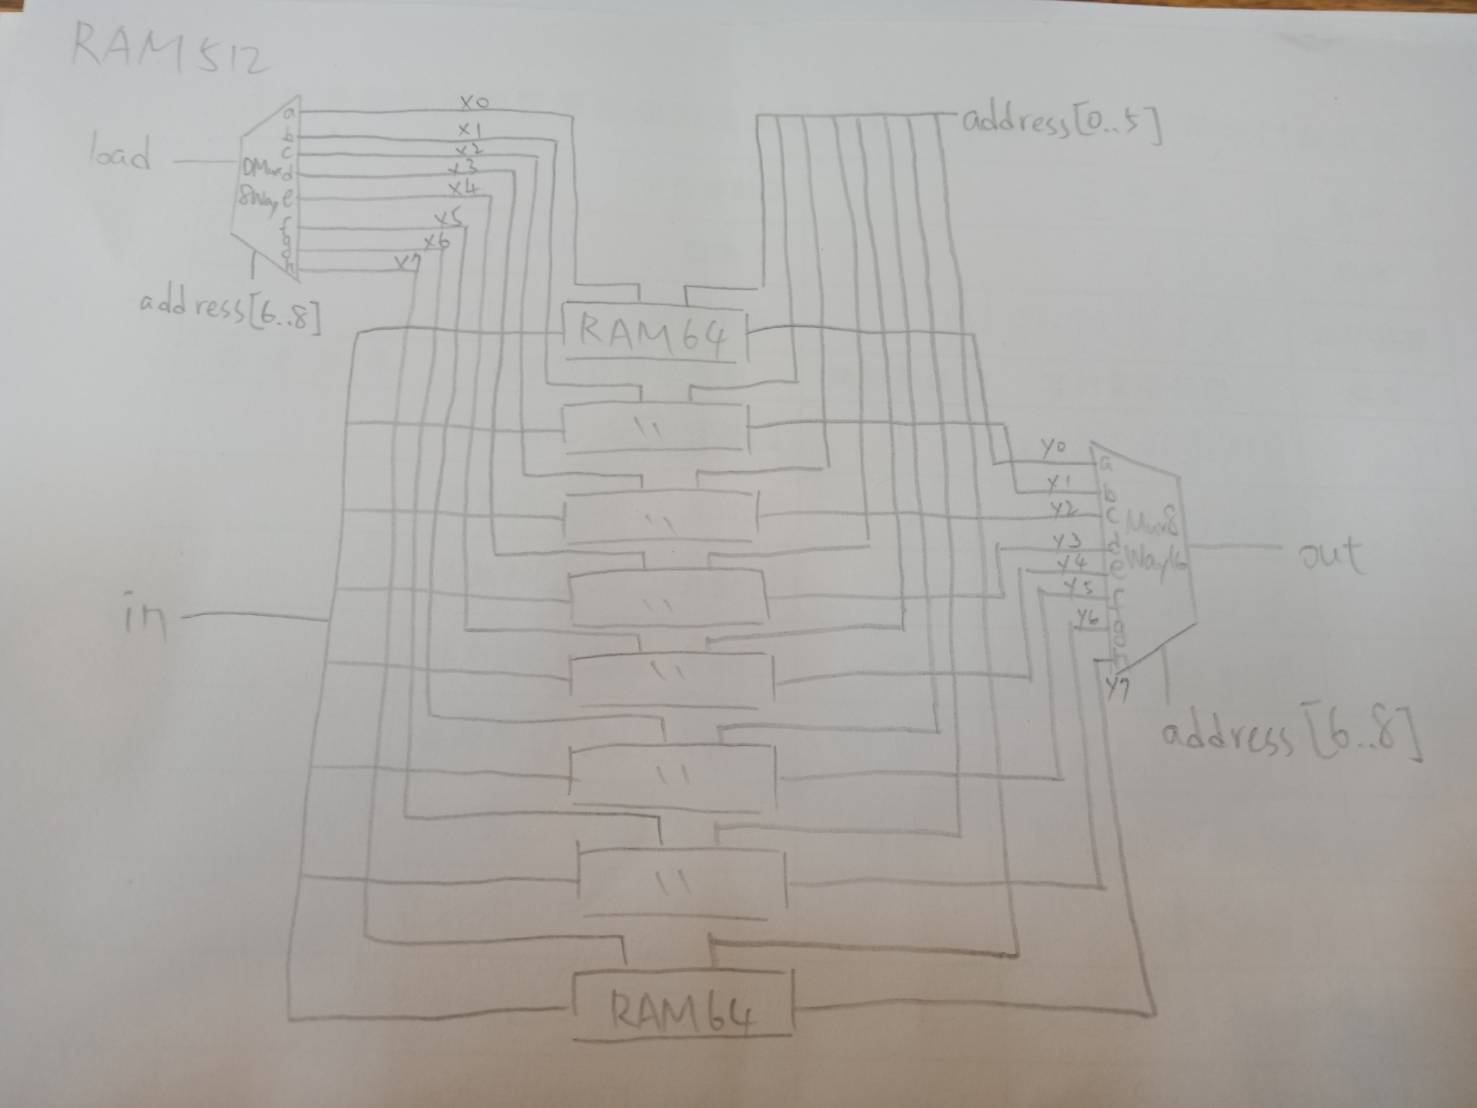 RAM512
load
DMux
8Way
a
b
c
d
e
f
g
h
x0
x1
x2
x3
x4
x5
x6
x7
address[6..8]
address[0..5]
RAM64
\\
\\
\\
\\
\\
\\
RAM64
in
y0
y1
y2
y3
y4
y5
y6
y7
a
b
c
d
e
f
g
h
Mux8
Way16
out
address[6..8]